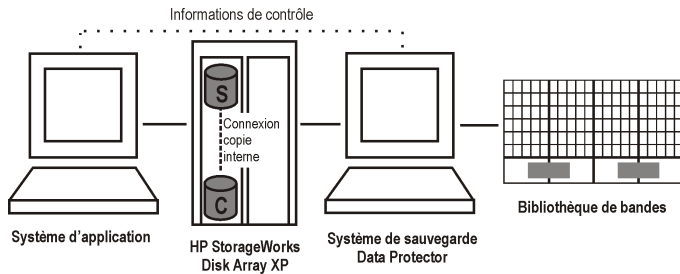 Informations de contrôle
S
Connexion
copie
interne
C
Système d'application
HP StorageWorks
Disk Array XP
Système de sauvegarde
Data Protector
Bibliothèque de bandes